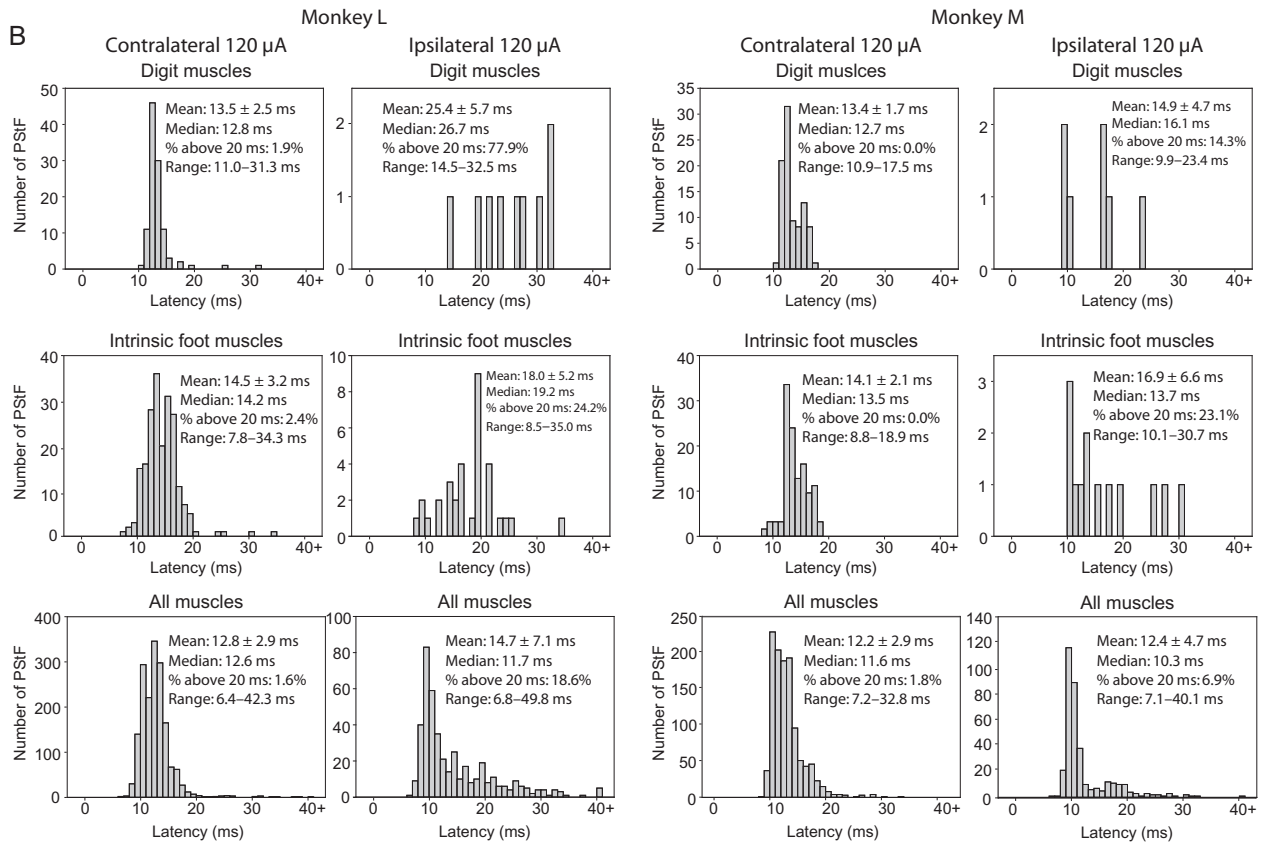 Monkey L
Monkey M
B
Contralateral 120 µA
Ipsilateral 120 µA
Contralateral 120 µA
Ipsilateral 120 µA
Digit muscles
Digit muscles
Digit muslces
Digit muscles
Number of PStF
50
40
30
20
10
0
Mean: 13.5 ± 2.5 ms
Median: 12.8 ms
% above 20 ms: 1.9%
Range: 11.0–31.3 ms
0 10 20 30 40+
Latency (ms)
2
1
0
Mean: 25.4 ± 5.7 ms
Median: 26.7 ms
% above 20 ms: 77.9%
Range: 14.5–32.5 ms
0 10 20 30 40+
Latency (ms)
Number of PStF
35
30
25
20
15
10
5
0
Mean: 13.4 ± 1.7 ms
Median: 12.7 ms
% above 20 ms: 0.0%
Range: 10.9–17.5 ms
0 10 20 30 40+
Latency (ms)
2
1
0
Mean: 14.9 ± 4.7 ms
Median: 16.1 ms
% above 20 ms: 14.3%
Range: 9.9–23.4 ms
0 10 20 30 40+
Latency (ms)
Intrinsic foot muscles
Intrinsic foot muscles
Intrinsic foot muscles
Intrinsic foot muscles
Number of PStF
40
30
20
10
0
Mean: 14.5 ± 3.2 ms
Median: 14.2 ms
% above 20 ms: 2.4%
Range: 7.8–34.3 ms
0 10 20 30 40+
Latency (ms)
10
8
6
4
2
0
Mean: 18.0 ± 5.2 ms
Median: 19.2 ms
% above 20 ms: 24.2%
Range: 8.5–35.0 ms
0 10 20 30 40+
Latency (ms)
Number of PStF
40
30
20
10
0
Mean: 14.1 ± 2.1 ms
Median: 13.5 ms
% above 20 ms: 0.0%
Range: 8.8–18.9 ms
0 10 20 30 40+
Latency (ms)
3
2
1
0
Mean: 16.9 ± 6.6 ms
Median: 13.7 ms
% above 20 ms: 23.1%
Range: 10.1–30.7 ms
0 10 20 30 40+
Latency (ms)
All muscles
All muscles
All muscles
All muscles
Number of PStF
400
300
200
100
0
Mean: 12.8 ± 2.9 ms
Median: 12.6 ms
% above 20 ms: 1.6%
Range: 6.4–42.3 ms
0 10 20 30 40+
Latency (ms)
100
80
60
40
20
0
Mean: 14.7 ± 7.1 ms
Median: 11.7 ms
% above 20 ms: 18.6%
Range: 6.8–49.8 ms
0 10 20 30 40+
Latency (ms)
Number of PStF
250
200
150
100
50
0
Mean: 12.2 ± 2.9 ms
Median: 11.6 ms
% above 20 ms: 1.8%
Range: 7.2–32.8 ms
0 10 20 30 40+
Latency (ms)
140
120
100
80
60
40
20
0
Mean: 12.4 ± 4.7 ms
Median: 10.3 ms
% above 20 ms: 6.9%
Range: 7.1–40.1 ms
0 10 20 30 40+
Latency (ms)